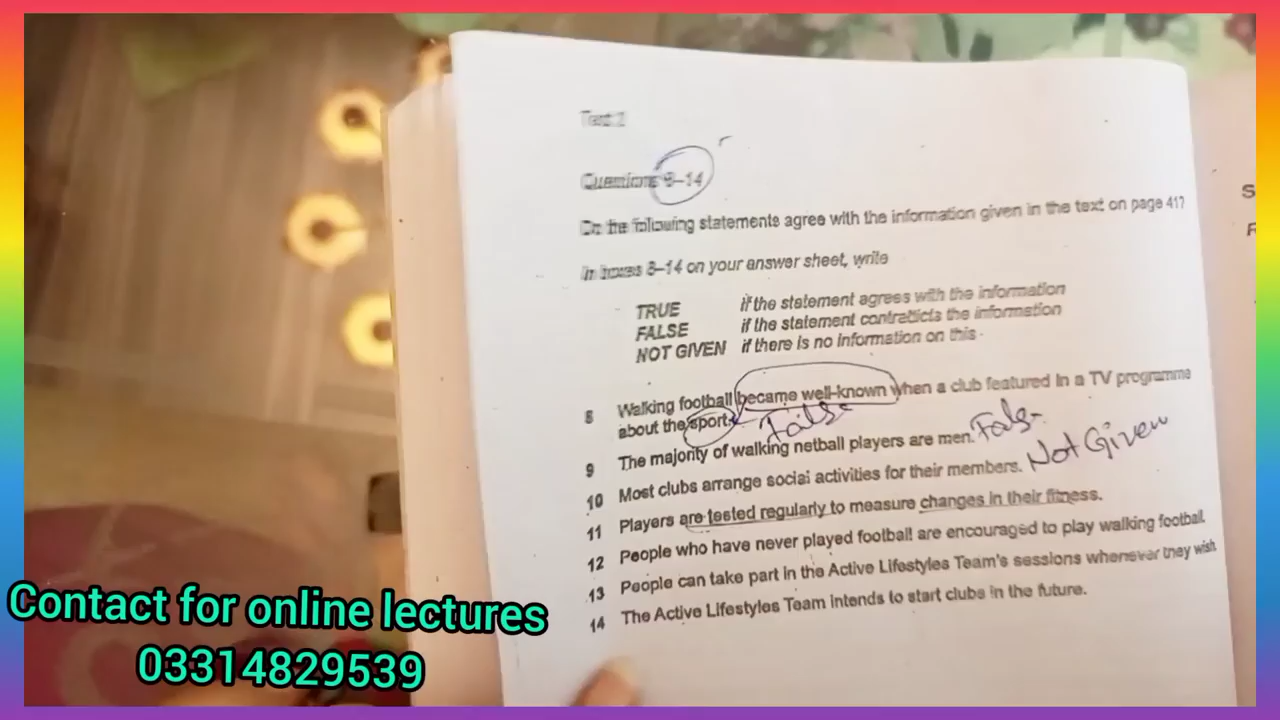 Test 2
Questions 8–14
Do the following statements agree with the information given in the text on page 41?
In boxes 8–14 on your answer sheet, write
TRUE if the statement agrees with the information
FALSE if the statement contradicts the information
NOT GIVEN if there is no information on this
8 Walking football became well-known when a club featured in a TV programme
about the sport. False
9 The majority of walking netball players are men. False
10 Most clubs arrange social activities for their members. Not Given
11 Players are tested regularly to measure changes in their fitness.
12 People who have never played football are encouraged to play walking football.
13 People can take part in the Active Lifestyles Team's sessions whenever they wish
14 The Active Lifestyles Team intends to start clubs in the future.
S
F
Contact for online lectures
03314829539